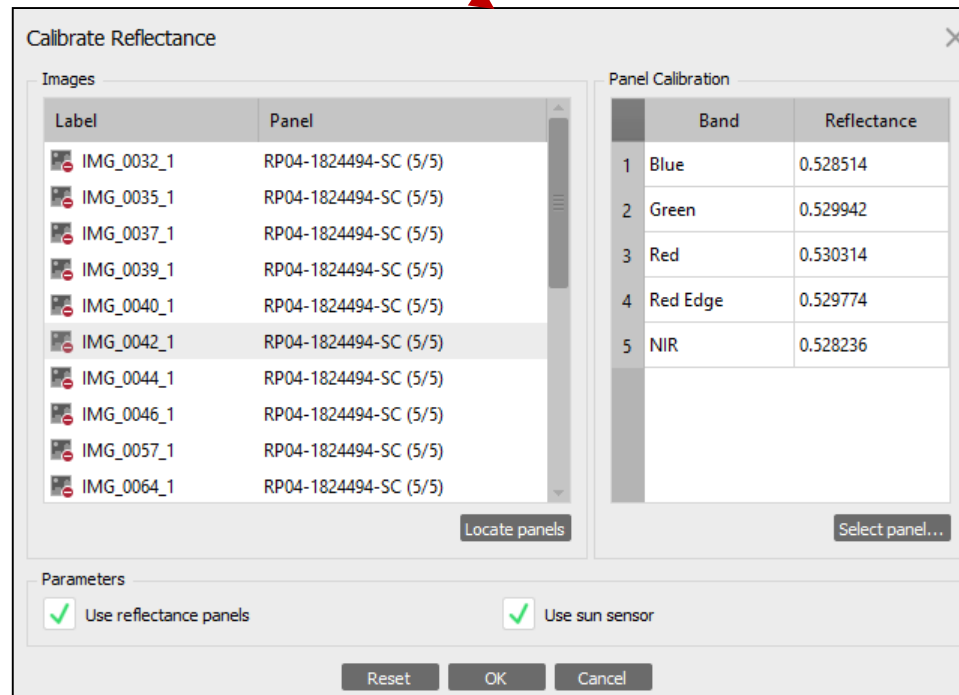 Calibrate Reflectance
Images
Label Panel
IMG_0032_1 RP04-1824494-SC (5/5)
IMG_0035_1 RP04-1824494-SC (5/5)
IMG_0037_1 RP04-1824494-SC (5/5)
IMG_0039_1 RP04-1824494-SC (5/5)
IMG_0040_1 RP04-1824494-SC (5/5)
IMG_0042_1 RP04-1824494-SC (5/5)
IMG_0044_1 RP04-1824494-SC (5/5)
IMG_0046_1 RP04-1824494-SC (5/5)
IMG_0057_1 RP04-1824494-SC (5/5)
IMG_0064_1 RP04-1824494-SC (5/5)
Locate panels
Panel Calibration
Band Reflectance
1 Blue 0.528514
2 Green 0.529942
3 Red 0.530314
4 Red Edge 0.529774
5 NIR 0.528236
Select panel...
Parameters
Use reflectance panels Use sun sensor
Reset OK Cancel